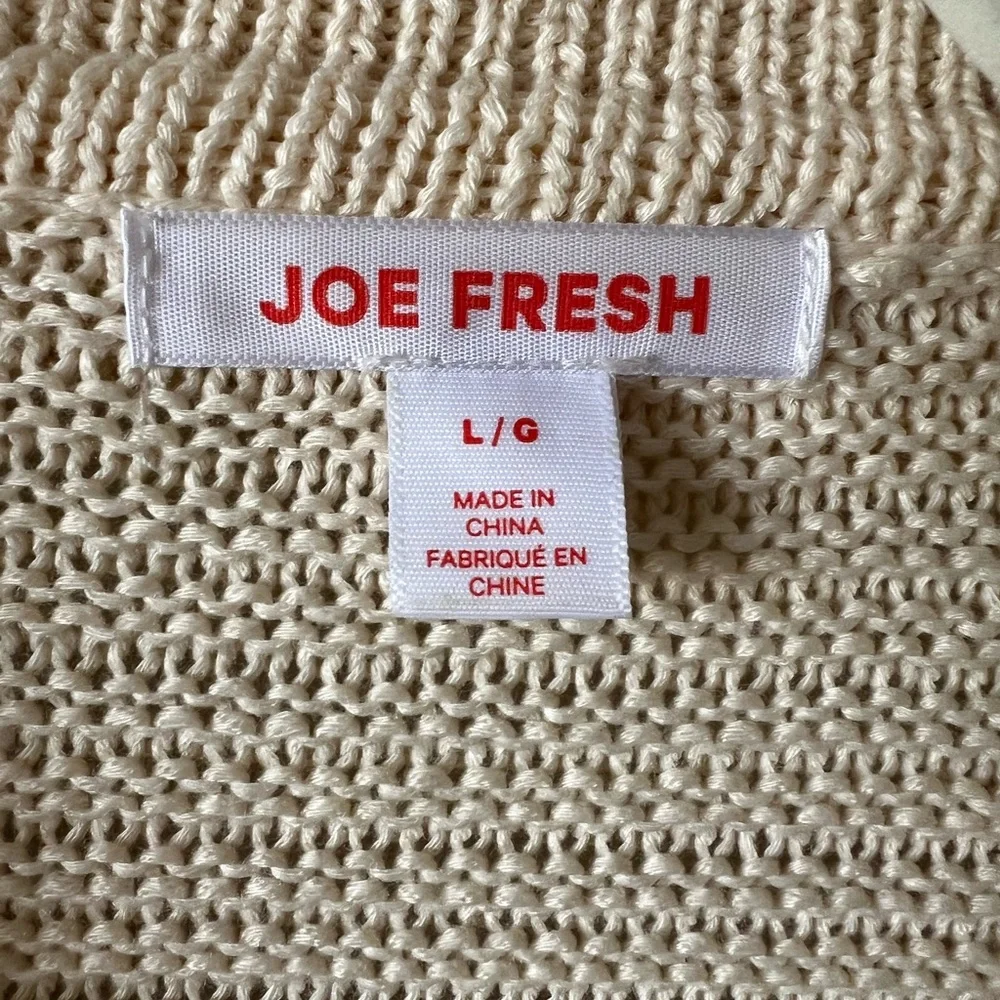 JOE FRESH
L / G
MADE IN
CHINA
FABRIQUÉ EN
CHINE